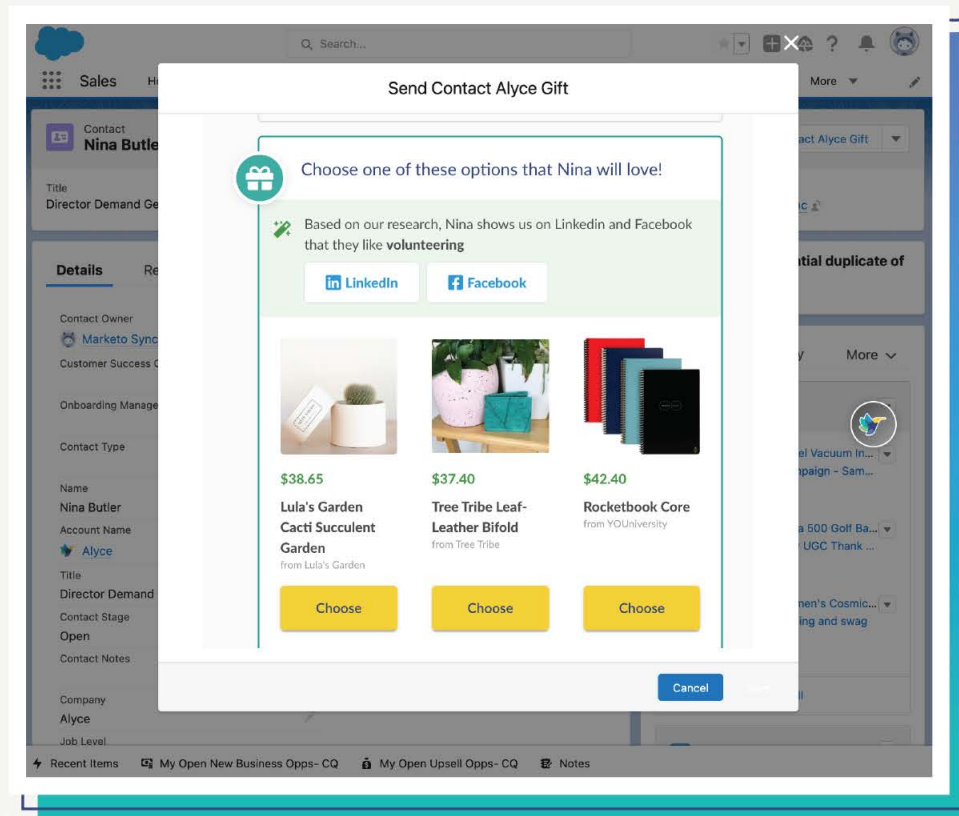 Search...
Sales
More
Send Contact Alyce Gift
Contact
Nina Butle
act Alyce Gift
Choose one of these options that Nina will love!
Title
Director Demand Ge
Based on our research, Nina shows us on Linkedin and Facebook
that they like volunteering
LinkedIn
Facebook
Details
Re
ntial duplicate of
Contact Owner
Marketo Sync
Customer Success
More
Onboarding Manage
Contact Type
el Vacuum In...
npaign - Sam...
$38.65
$37.40
$42.40
Name
Nina Butler
Lula's Garden
Cacti Succulent
Garden
from Lula's Garden
Tree Tribe Leaf-
Leather Bifold
from Tree Tribe
Rocketbook Core
from YOUniversity
Account Name
Alyce
a 500 Golf Ba...
UGC Thank ...
Title
Director Demand
Choose
Choose
Choose
men's Cosmic...
ing and swag
Contact Stage
Open
Contact Notes
Cancel
Company
Alyce
Job Level
Recent Items
My Open New Business Opps- CQ
My Open Upsell Opps- CQ
Notes